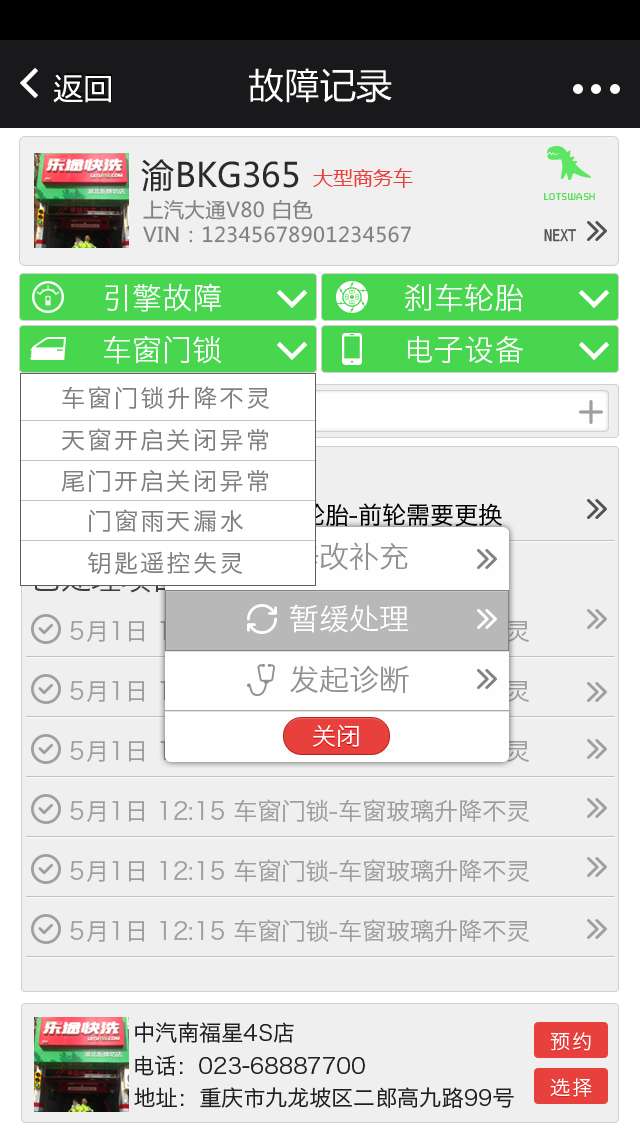 返回 故障记录
乐通快洗
渝BKG365 大型商务车
上汽大通V80 白色
VIN：12345678901234567
LOTSWASH
NEXT
引擎故障 刹车轮胎
车窗门锁 电子设备
车窗门锁升降不灵
天窗开启关闭异常
尾门开启关闭异常
门窗雨天漏水
钥匙遥控失灵
轮胎-前轮需要更换
改补充
暂缓处理
发起诊断
关闭
5月1日 1 灵
5月1日 1 灵
5月1日 1 灵
5月1日 12:15 车窗门锁-车窗玻璃升降不灵
5月1日 12:15 车窗门锁-车窗玻璃升降不灵
5月1日 12:15 车窗门锁-车窗玻璃升降不灵
乐通快洗
中汽南福星4S店
电话：023-68887700
地址：重庆市九龙坡区二郎高九路99号
预约
选择